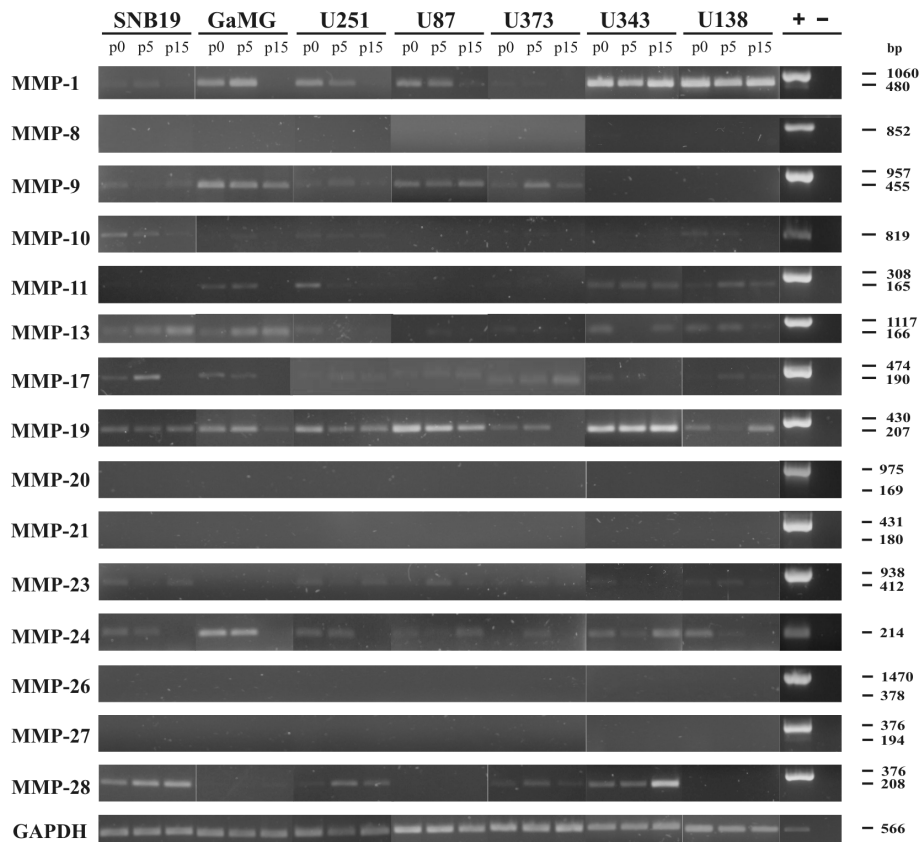 SNB19 GaMG U251 U87 U373 U343 U138 + −
p0 p5 p15 p0 p5 p15 p0 p5 p15 p0 p5 p15 p0 p5 p15 p0 p5 p15 p0 p5 p15 bp
MMP-1 – 1060
– 480
MMP-8 – 852
MMP-9 – 957
– 455
MMP-10 – 819
MMP-11 – 308
– 165
MMP-13 – 1117
– 166
MMP-17 – 474
– 190
MMP-19 – 430
– 207
MMP-20 – 975
– 169
MMP-21 – 431
– 180
MMP-23 – 938
– 412
MMP-24 – 214
MMP-26 – 1470
– 378
MMP-27 – 376
– 194
MMP-28 – 376
– 208
GAPDH – 566